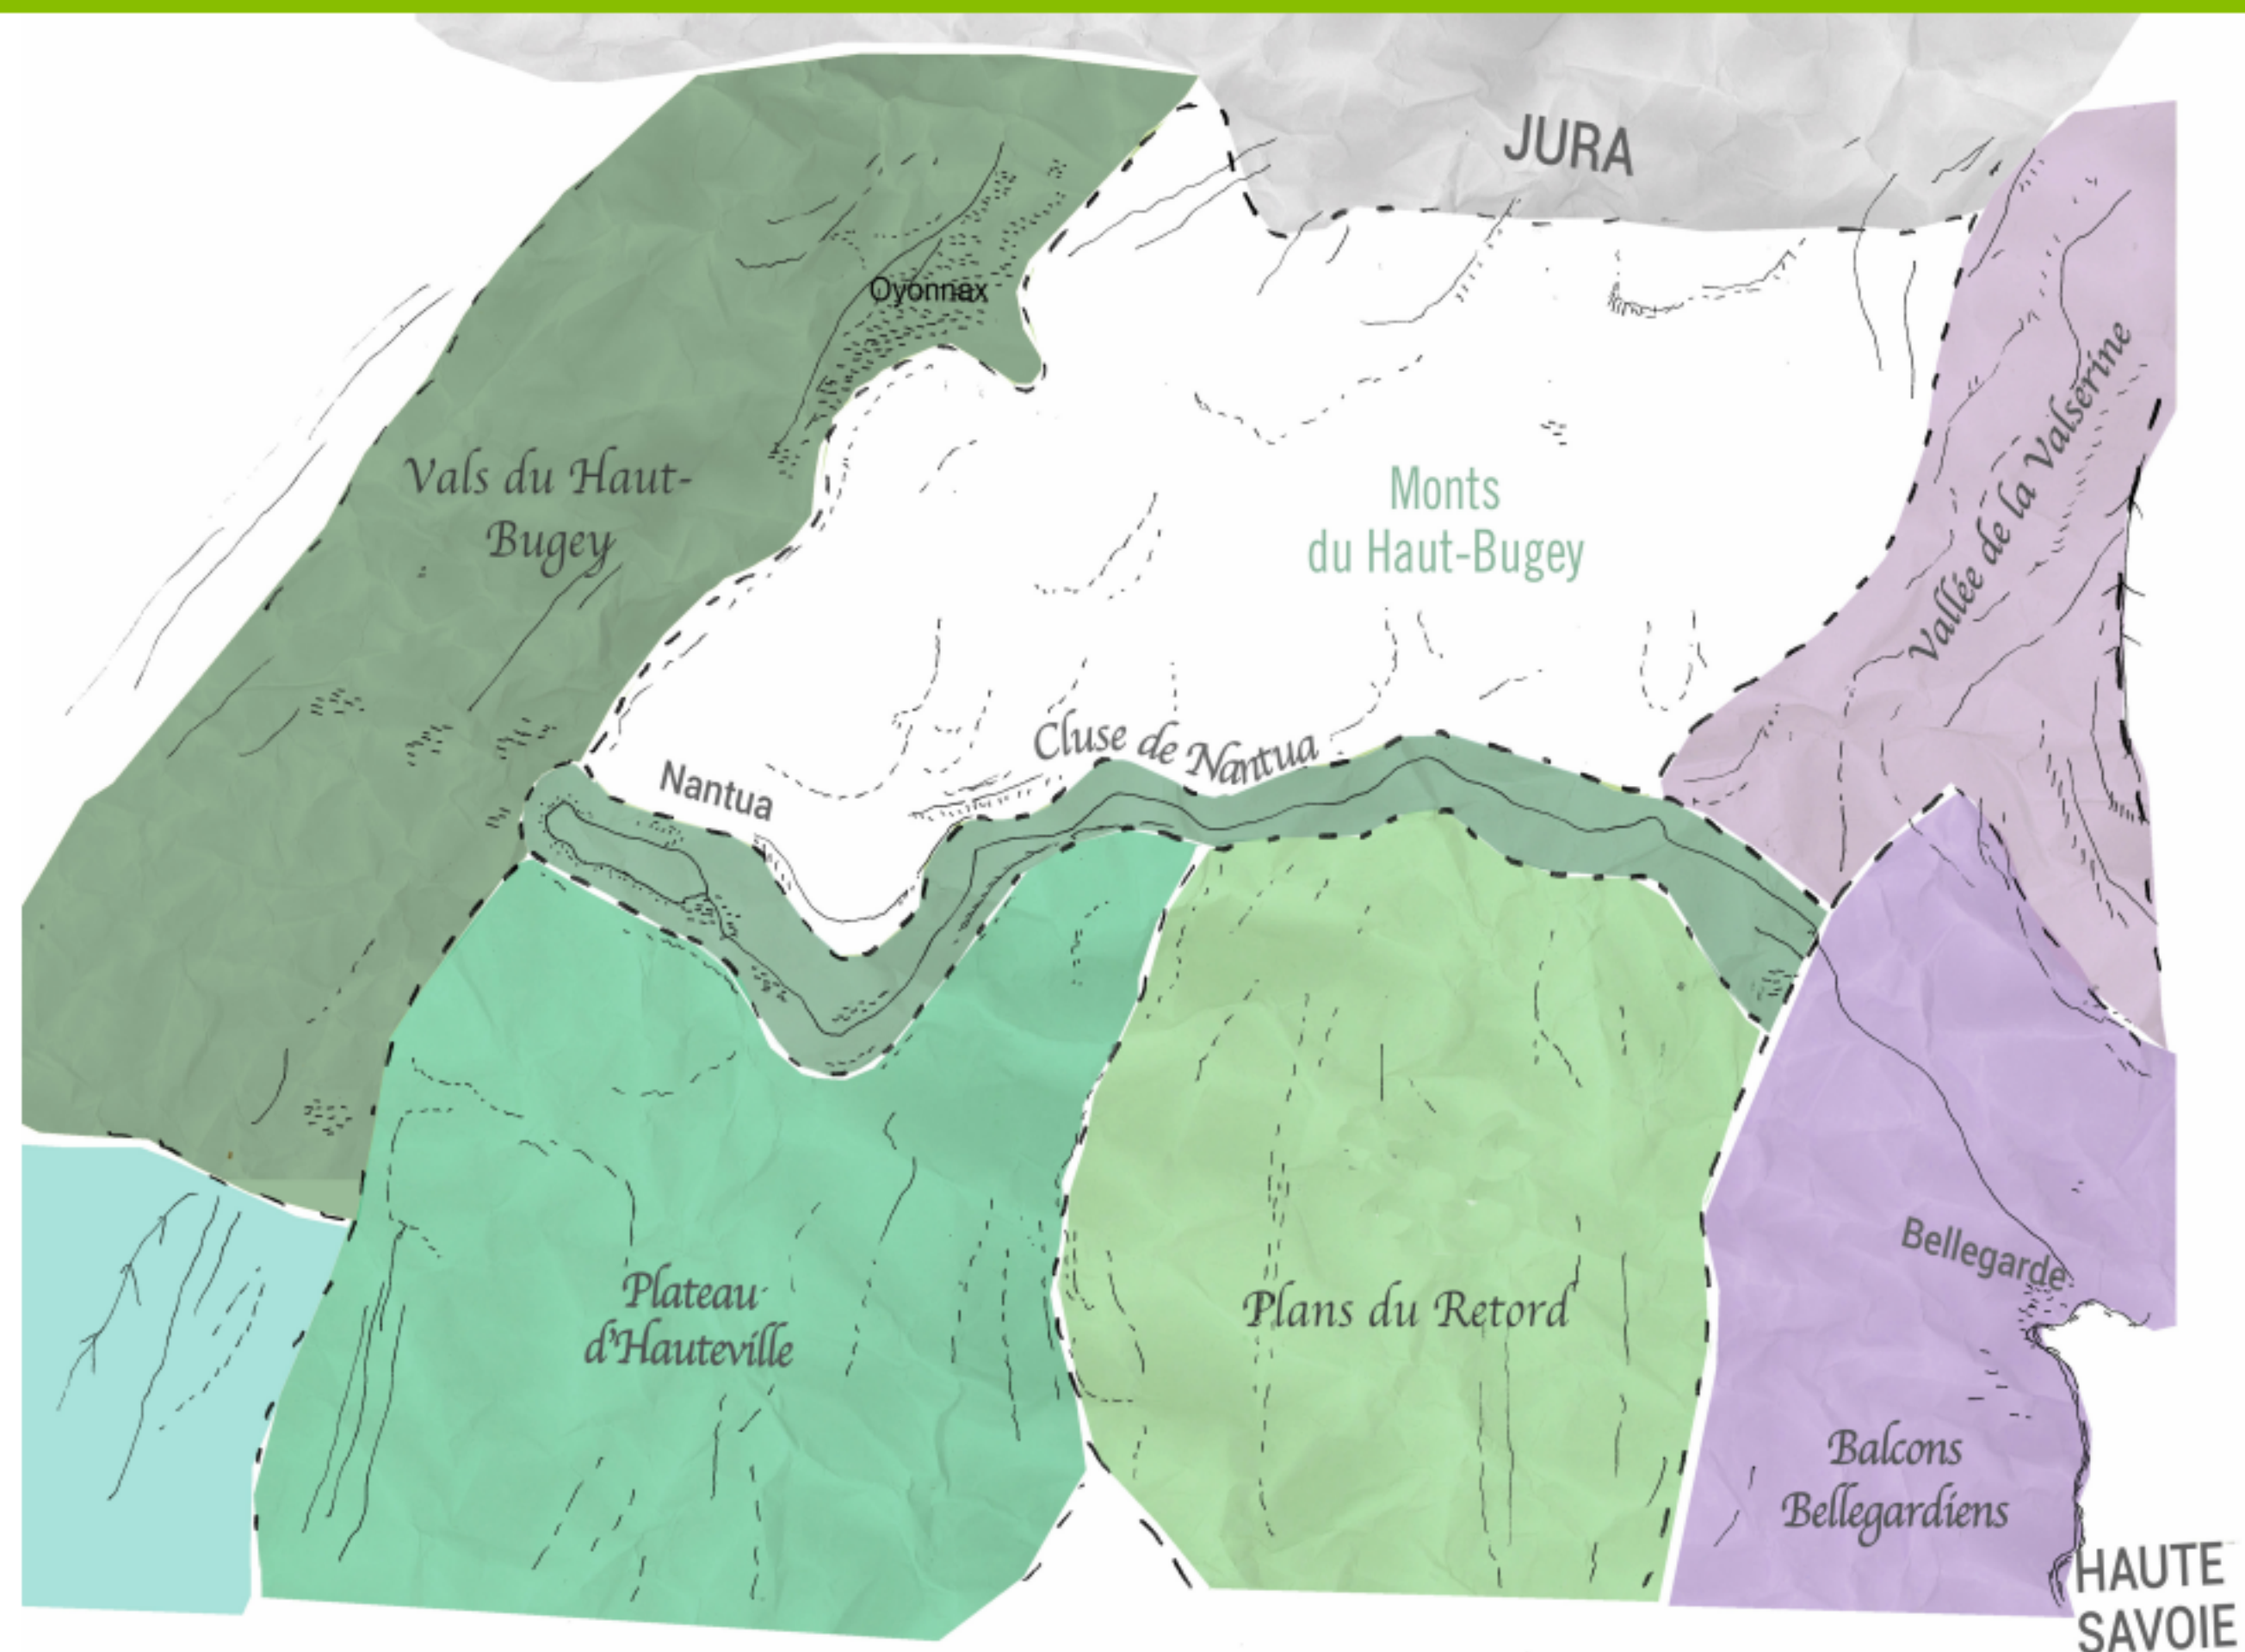 JURA
Oyonnax
Vals du Haut-
Bugey
Monts
du Haut-Bugey
Vallée de la Valserine
Cluse de Nantua
Nantua
Bellegarde
Plateau
d'Hauteville
Plans du Retord
Balcons
Bellegardiens
HAUTE
SAVOIE